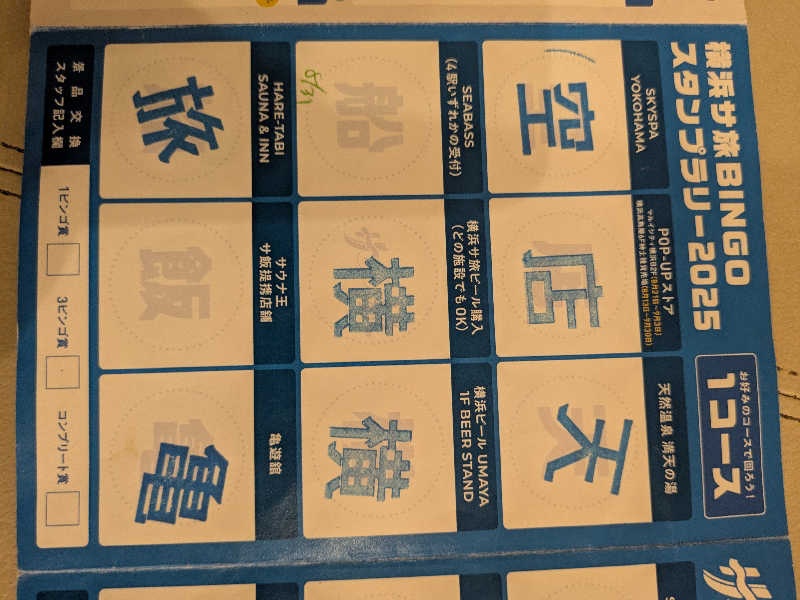 横浜サ旅BINGO
スタンプラリー2025
お好みのコースで回ろう！
1コース
SKYSPA
YOKOHAMA
空
POP-UPストア
店
天然温泉 満天の湯
天
SEABASS
(4駅いずれかの受付)
船
8/31
横浜サ旅ビール購入
(どの施設でもOK)
サ
横
横浜ビール UMAYA
1F BEER STAND
横
HARE-TABI
SAUNA & INN
旅
サウナ王
サ飯提携店舗
飯
亀遊舘
亀
景品交換
スタッフ記入欄
1ビンゴ賞
3ビンゴ賞
コンプリート賞
サ